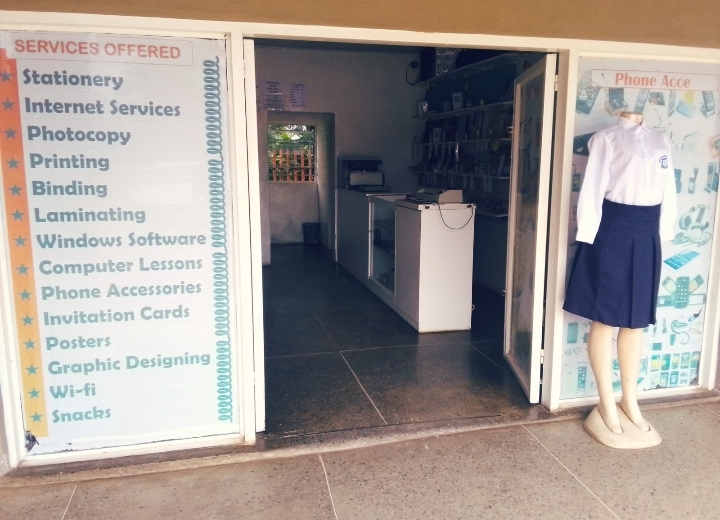 SERVICES OFFERED
Stationery
Internet Services
Photocopy
Printing
Binding
Laminating
Windows Software
Computer Lessons
Phone Accessories
Invitation Cards
Posters
Graphic Designing
Wi-fi
Snacks
Phone Acce